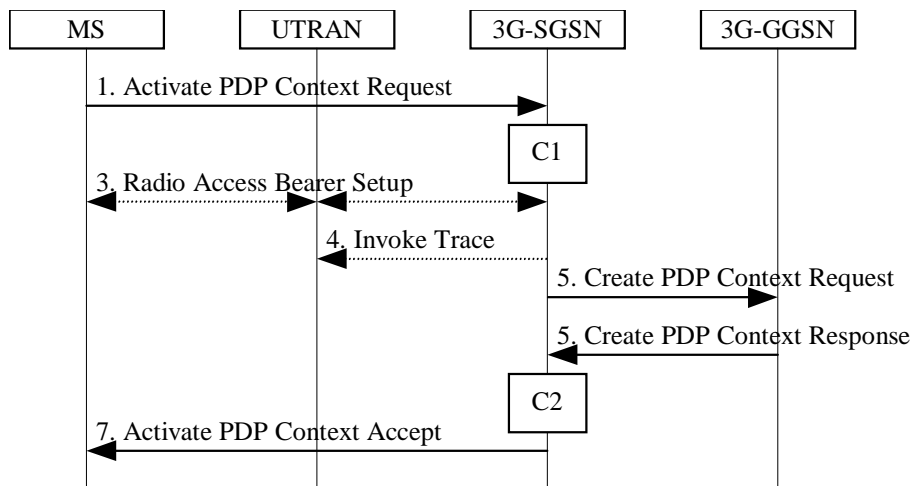 MS
UTRAN
3G-SGSN
3G-GGSN
1. Activate PDP Context Request
C1
3. Radio Access Bearer Setup
4. Invoke Trace
5. Create PDP Context Request
5. Create PDP Context Response
C2
7. Activate PDP Context Accept